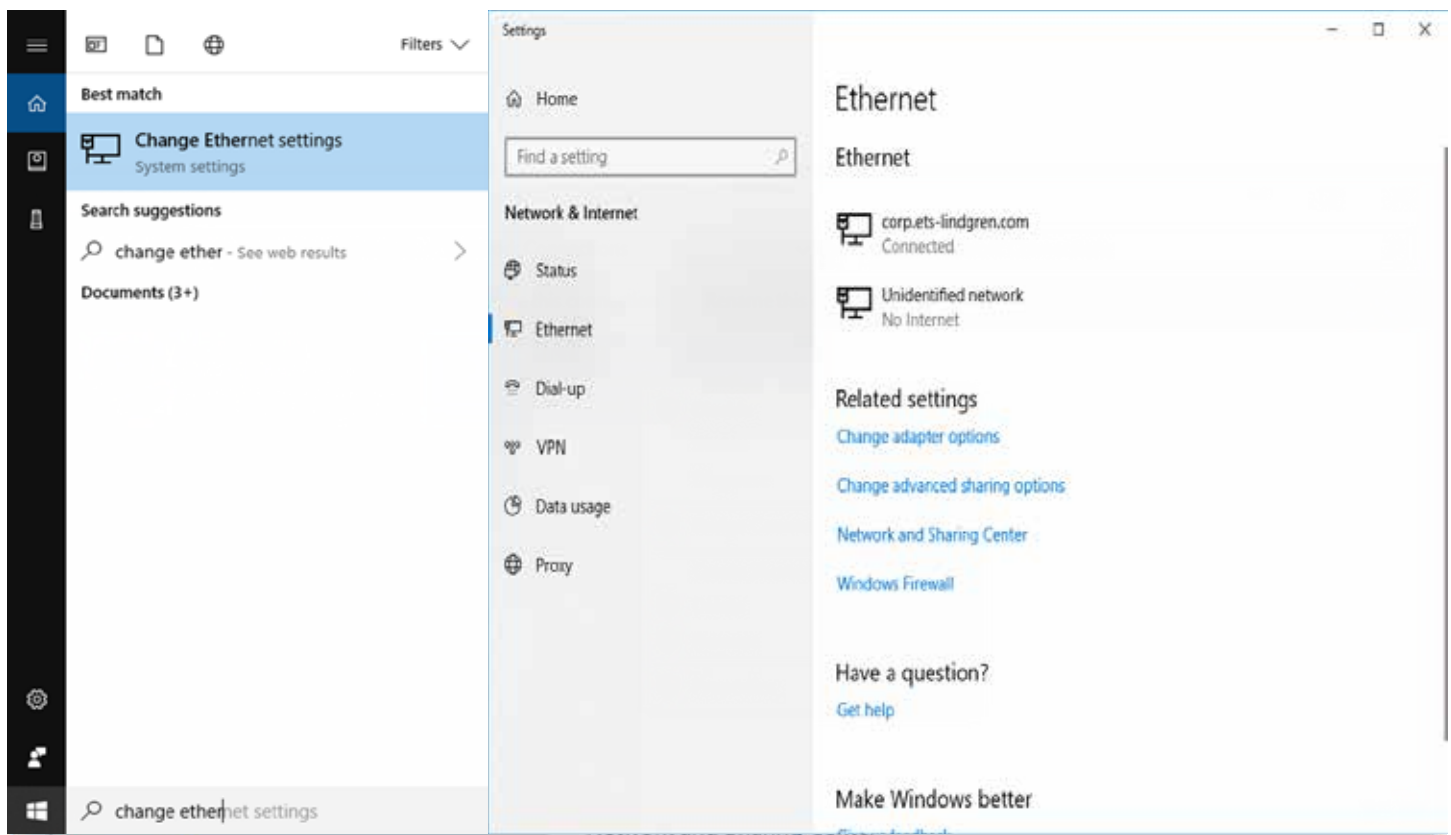 Filters
Best match
Change Ethernet settings
System settings
Search suggestions
change ether - See web results
Documents (3+)
change ethernet settings
Settings
Home
Find a setting
Network & Internet
Status
Ethernet
Dial-up
VPN
Data usage
Proxy
Ethernet
Ethernet
corp.ets-lindgren.com
Connected
Unidentified network
No Internet
Related settings
Change adapter options
Change advanced sharing options
Network and Sharing Center
Windows Firewall
Have a question?
Get help
Make Windows better